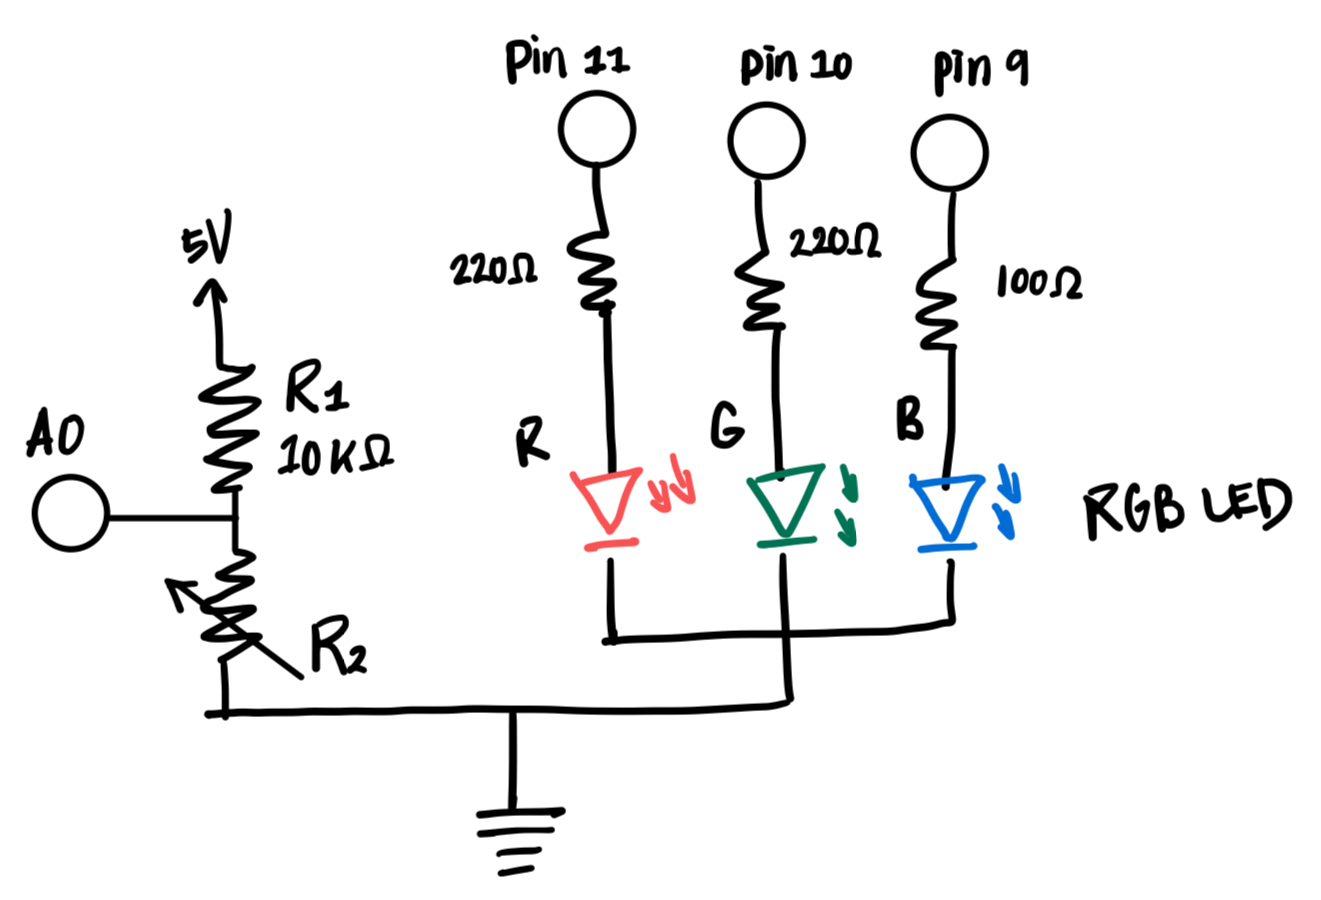 Pin 11
Pin 10
Pin 9
5V
220Ω
220Ω
100Ω
R1
10KΩ
A0
R
G
B
RGB LED
R2